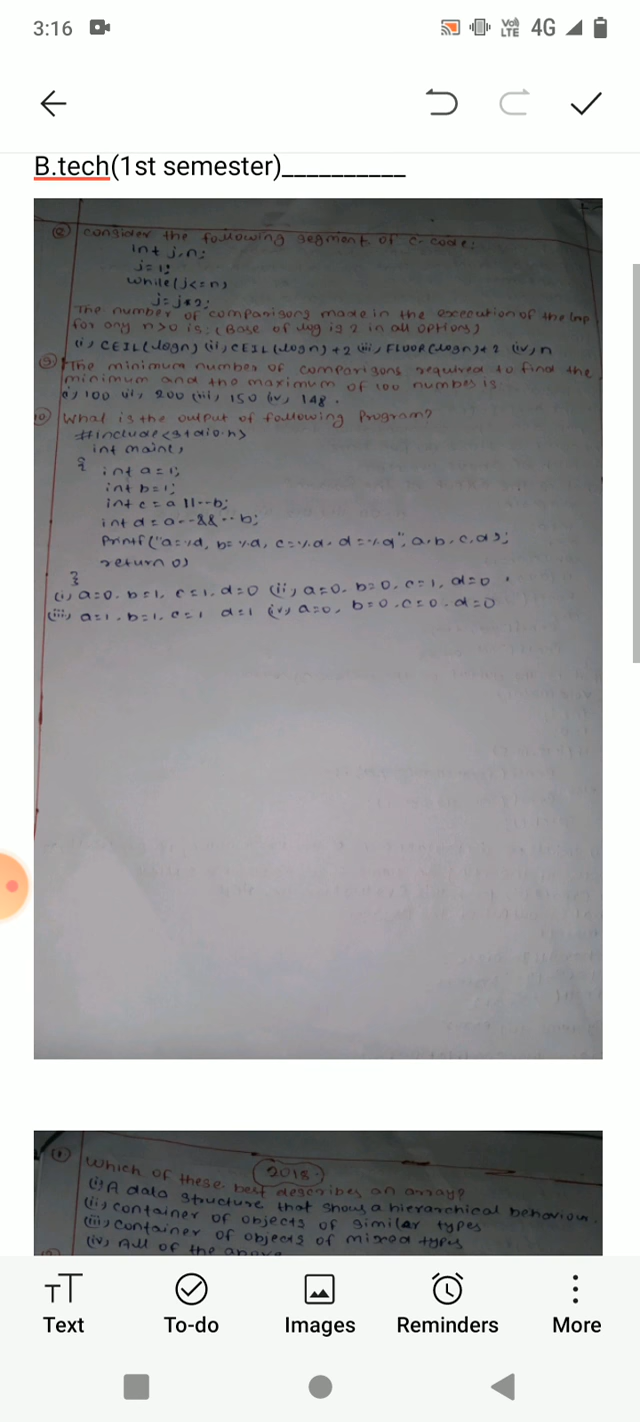 3:16
Vo)
LTE 4G
B.tech(1st semester)__________
⑧ consider the following segment of c-code:
int j,n;
j=1;
while(j<=n)
j=j*2;
The number of comparisons made in the execution of the loop
for any n>0 is: (Base of log is 2 in all options)
(i) CEIL(logn) (ii) CEIL(logn)+2 (iii) FLOOR(logn)+2 (iv) n
⑨ The minimum number of comparisons required to find the
minimum and the maximum of 100 numbes is
(i) 100 (ii) 200 (iii) 150 (iv) 148.
⑩ What is the output of following Program?
#include<stdio.h>
int main()
{ int a=1;
int b=1;
int c=a||--b;
int d=a--&&--b;
Printf("a=%d, b=%d, c=%d, d=%d", a,b,c,d);
return 0;
}
(i) a=0, b=1, c=1, d=0 (ii) a=0, b=0, c=1, d=0
(iii) a=1, b=1, c=1 d=1 (iv) a=0, b=0, c=0, d=0
2018
① Which of these best describes an array?
(i) A data structure that shows a hierarchical behaviour.
(ii) container of objects of similar types
(iii) container of objects of mixed types
(iv) All of the above
Text
To-do
Images
Reminders
More